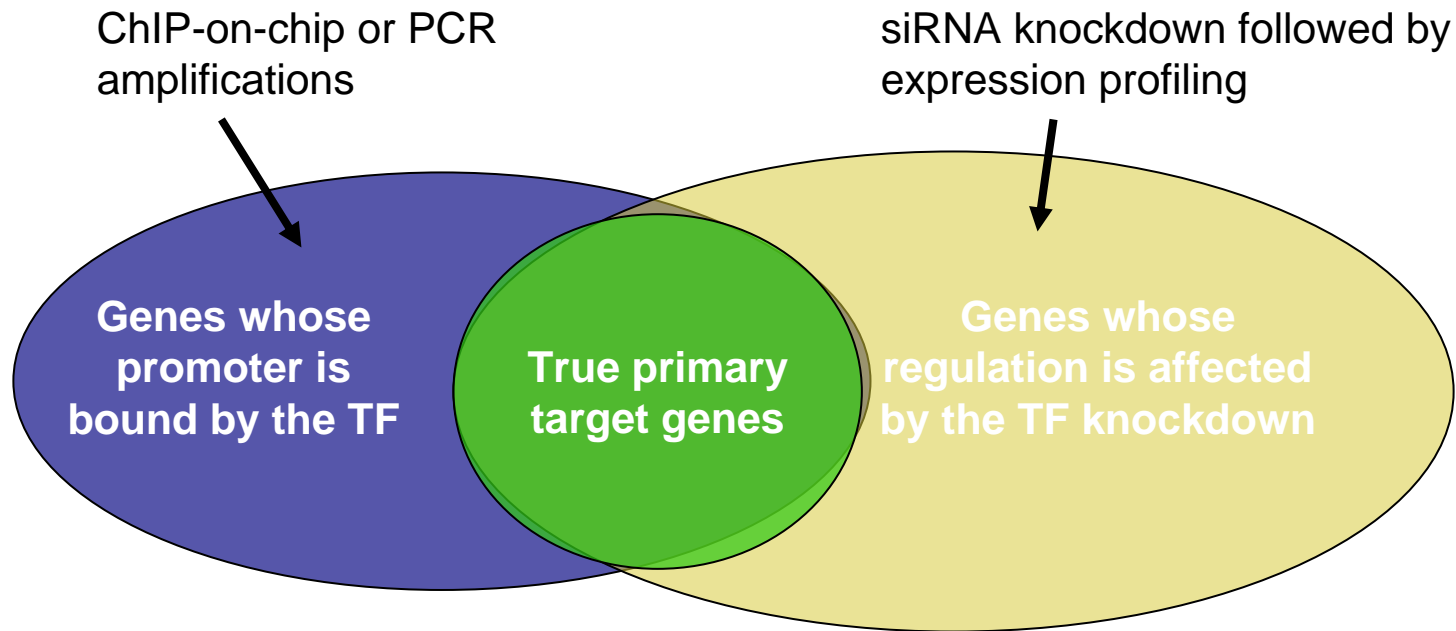 ChIP-on-chip or PCR
amplifications
siRNA knockdown followed by
expression profiling
Genes whose
promoter is
bound by the TF
True primary
target genes
Genes whose
regulation is affected
by the TF knockdown